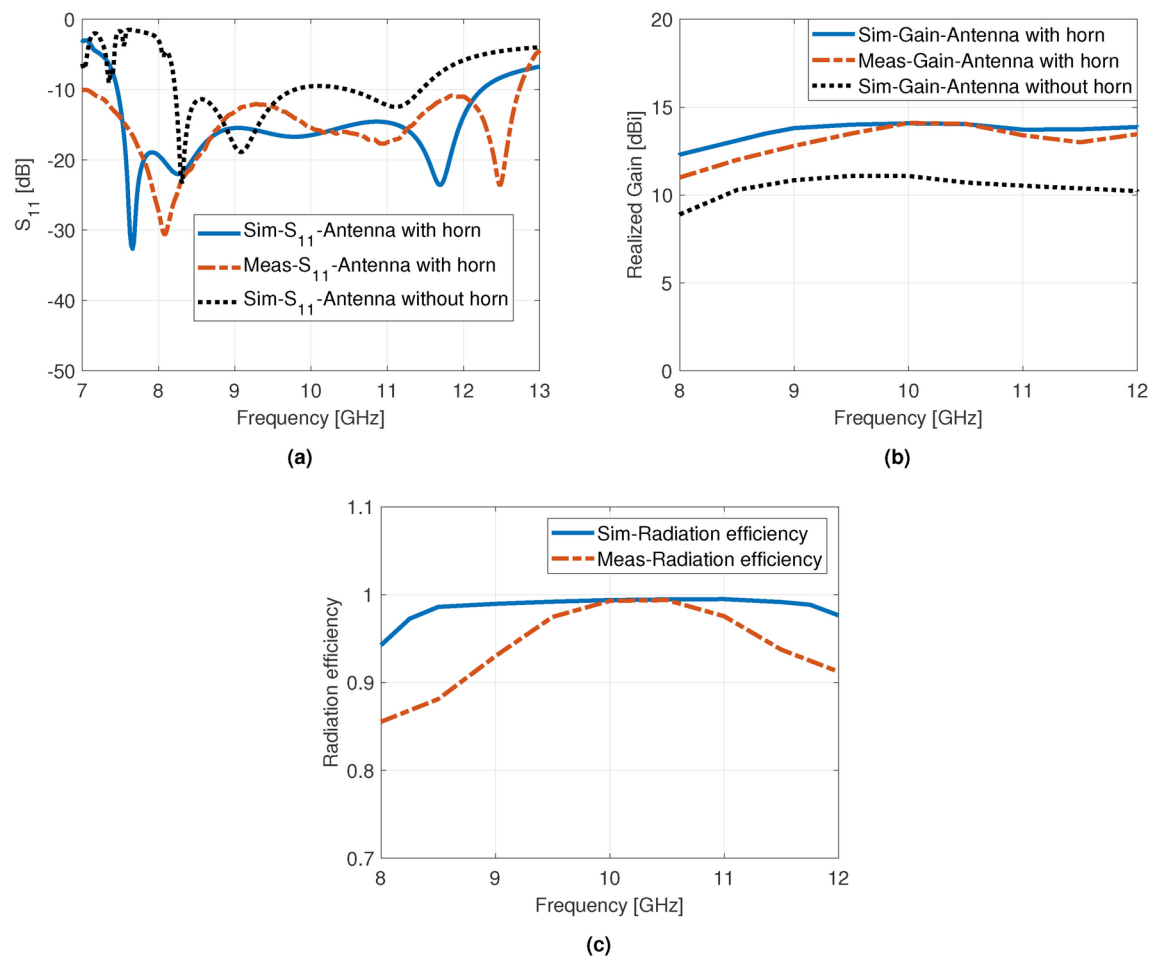 0
-10
-20
-30
-40
-50
S11 [dB]
Sim-S11-Antenna with horn
Meas-S11-Antenna with horn
Sim-S11-Antenna without horn
7 8 9 10 11 12 13
Frequency [GHz]
(a)
20
15
10
5
0
Realized Gain [dBi]
Sim-Gain-Antenna with horn
Meas-Gain-Antenna with horn
Sim-Gain-Antenna without horn
8 9 10 11 12
Frequency [GHz]
(b)
1.1
1
0.9
0.8
0.7
Radiation efficiency
Sim-Radiation efficiency
Meas-Radiation efficiency
8 9 10 11 12
Frequency [GHz]
(c)